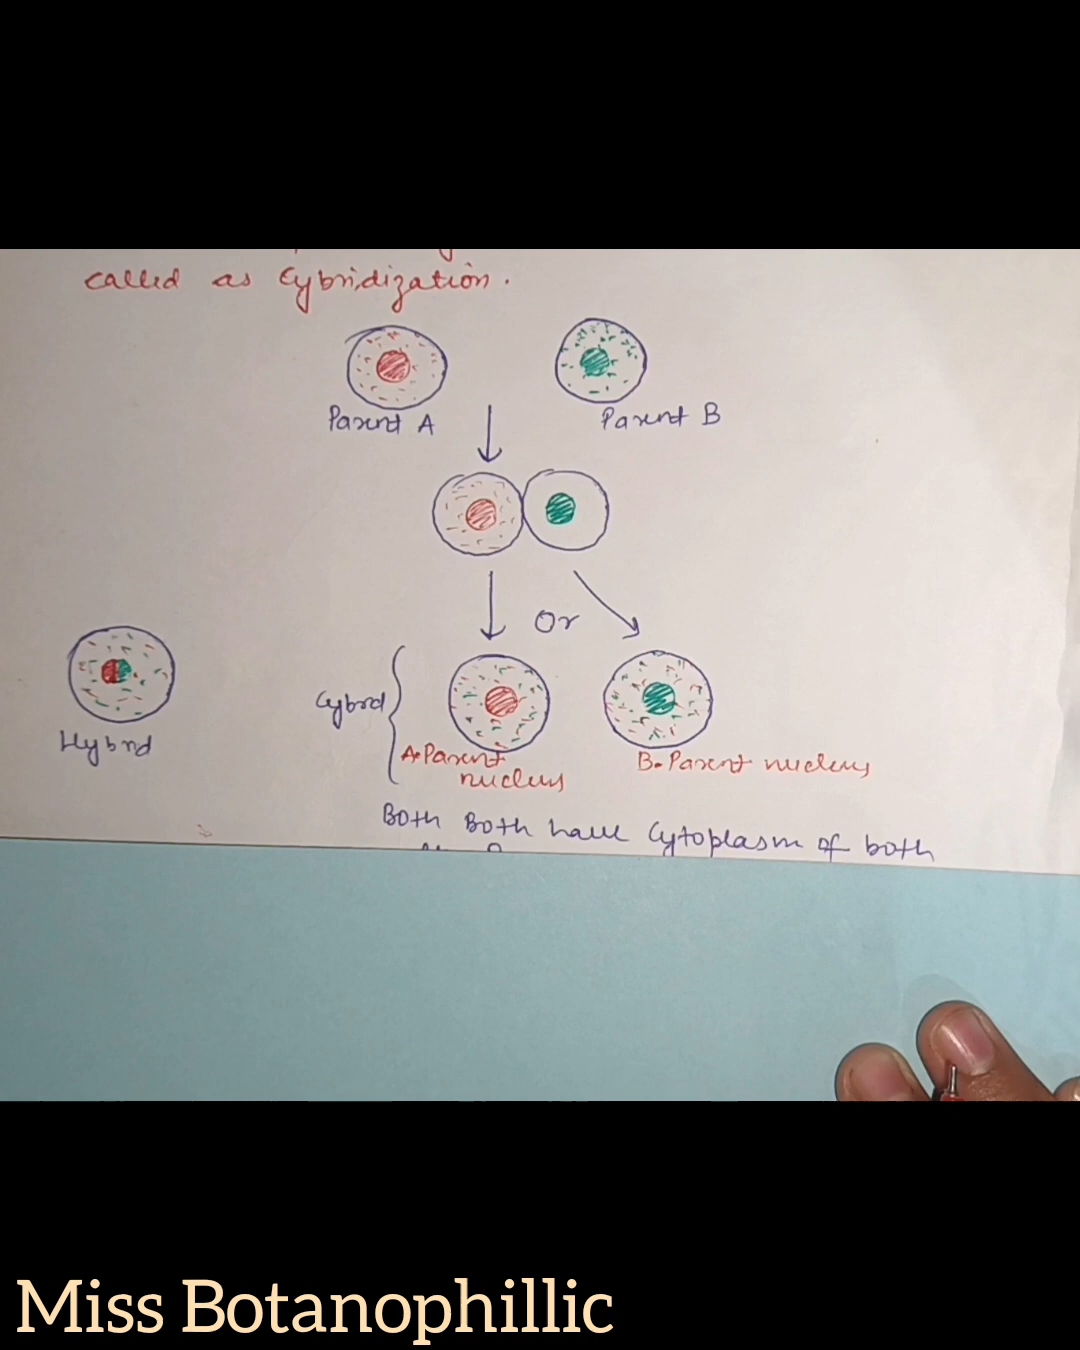 called as Cybridization.
Parent A
Parent B
Or
Hybrid
Cybrid
A-Parent nucleus
B-Parent nucleus
Both Both have Cytoplasm of both
Miss Botanophillic